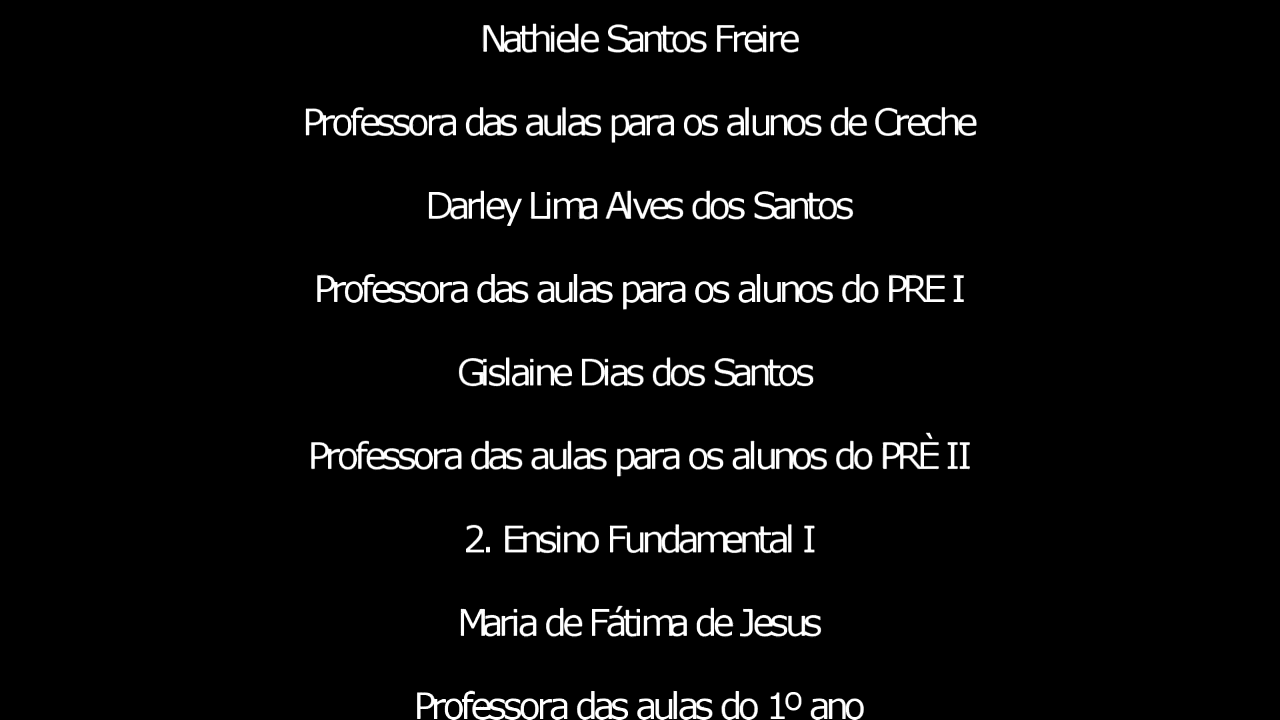 Nathiele Santos Freire
Professora das aulas para os alunos de Creche
Darley Lima Alves dos Santos
Professora das aulas para os alunos do PRE I
Gislaine Dias dos Santos
Professora das aulas para os alunos do PRÈ II
2. Ensino Fundamental I
Maria de Fátima de Jesus
Professora das aulas do 1º ano